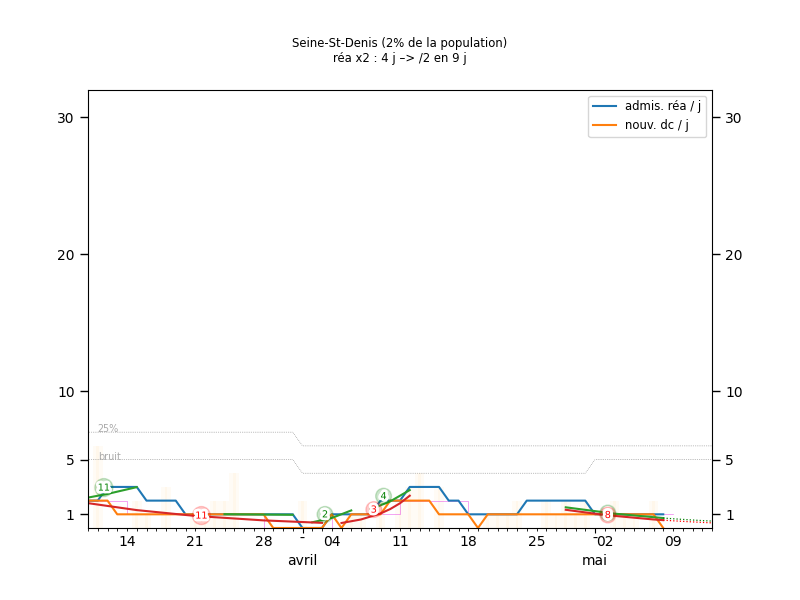 Seine-St-Denis (2% de la population)
réa x2 : 4 j –> /2 en 9 j
admis. réa / j
nouv. dc / j
30 30
20 20
10 10
25%
bruit
5 5
11 4
11 2 3 8
1 1
14 21 28 - 04 11 18 25 - 02 09
avril mai